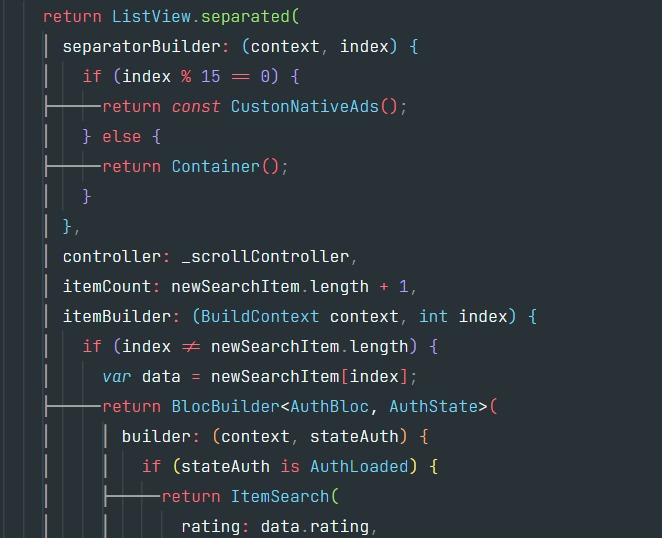 return ListView.separated(
separatorBuilder: (context, index) {
if (index % 15 == 0) {
return const CustonNativeAds();
} else {
return Container();
}
},
controller: _scrollController,
itemCount: newSearchItem.length + 1,
itemBuilder: (BuildContext context, int index) {
if (index != newSearchItem.length) {
var data = newSearchItem[index];
return BlocBuilder<AuthBloc, AuthState>(
builder: (context, stateAuth) {
if (stateAuth is AuthLoaded) {
return ItemSearch(
rating: data.rating,